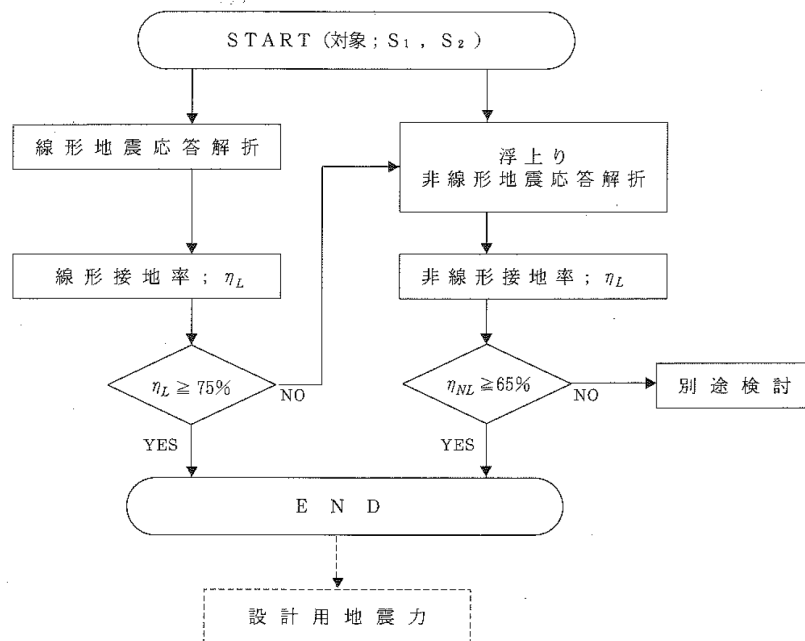 START (対象; S₁, S₂)
線形地震応答解折
線形接地率; η_L
η_L ≧ 75%
NO
YES
浮上り
非線形地震応答解折
非線形接地率; η_L
η_NL ≧ 65%
NO
YES
別途検討
END
設計用地震力